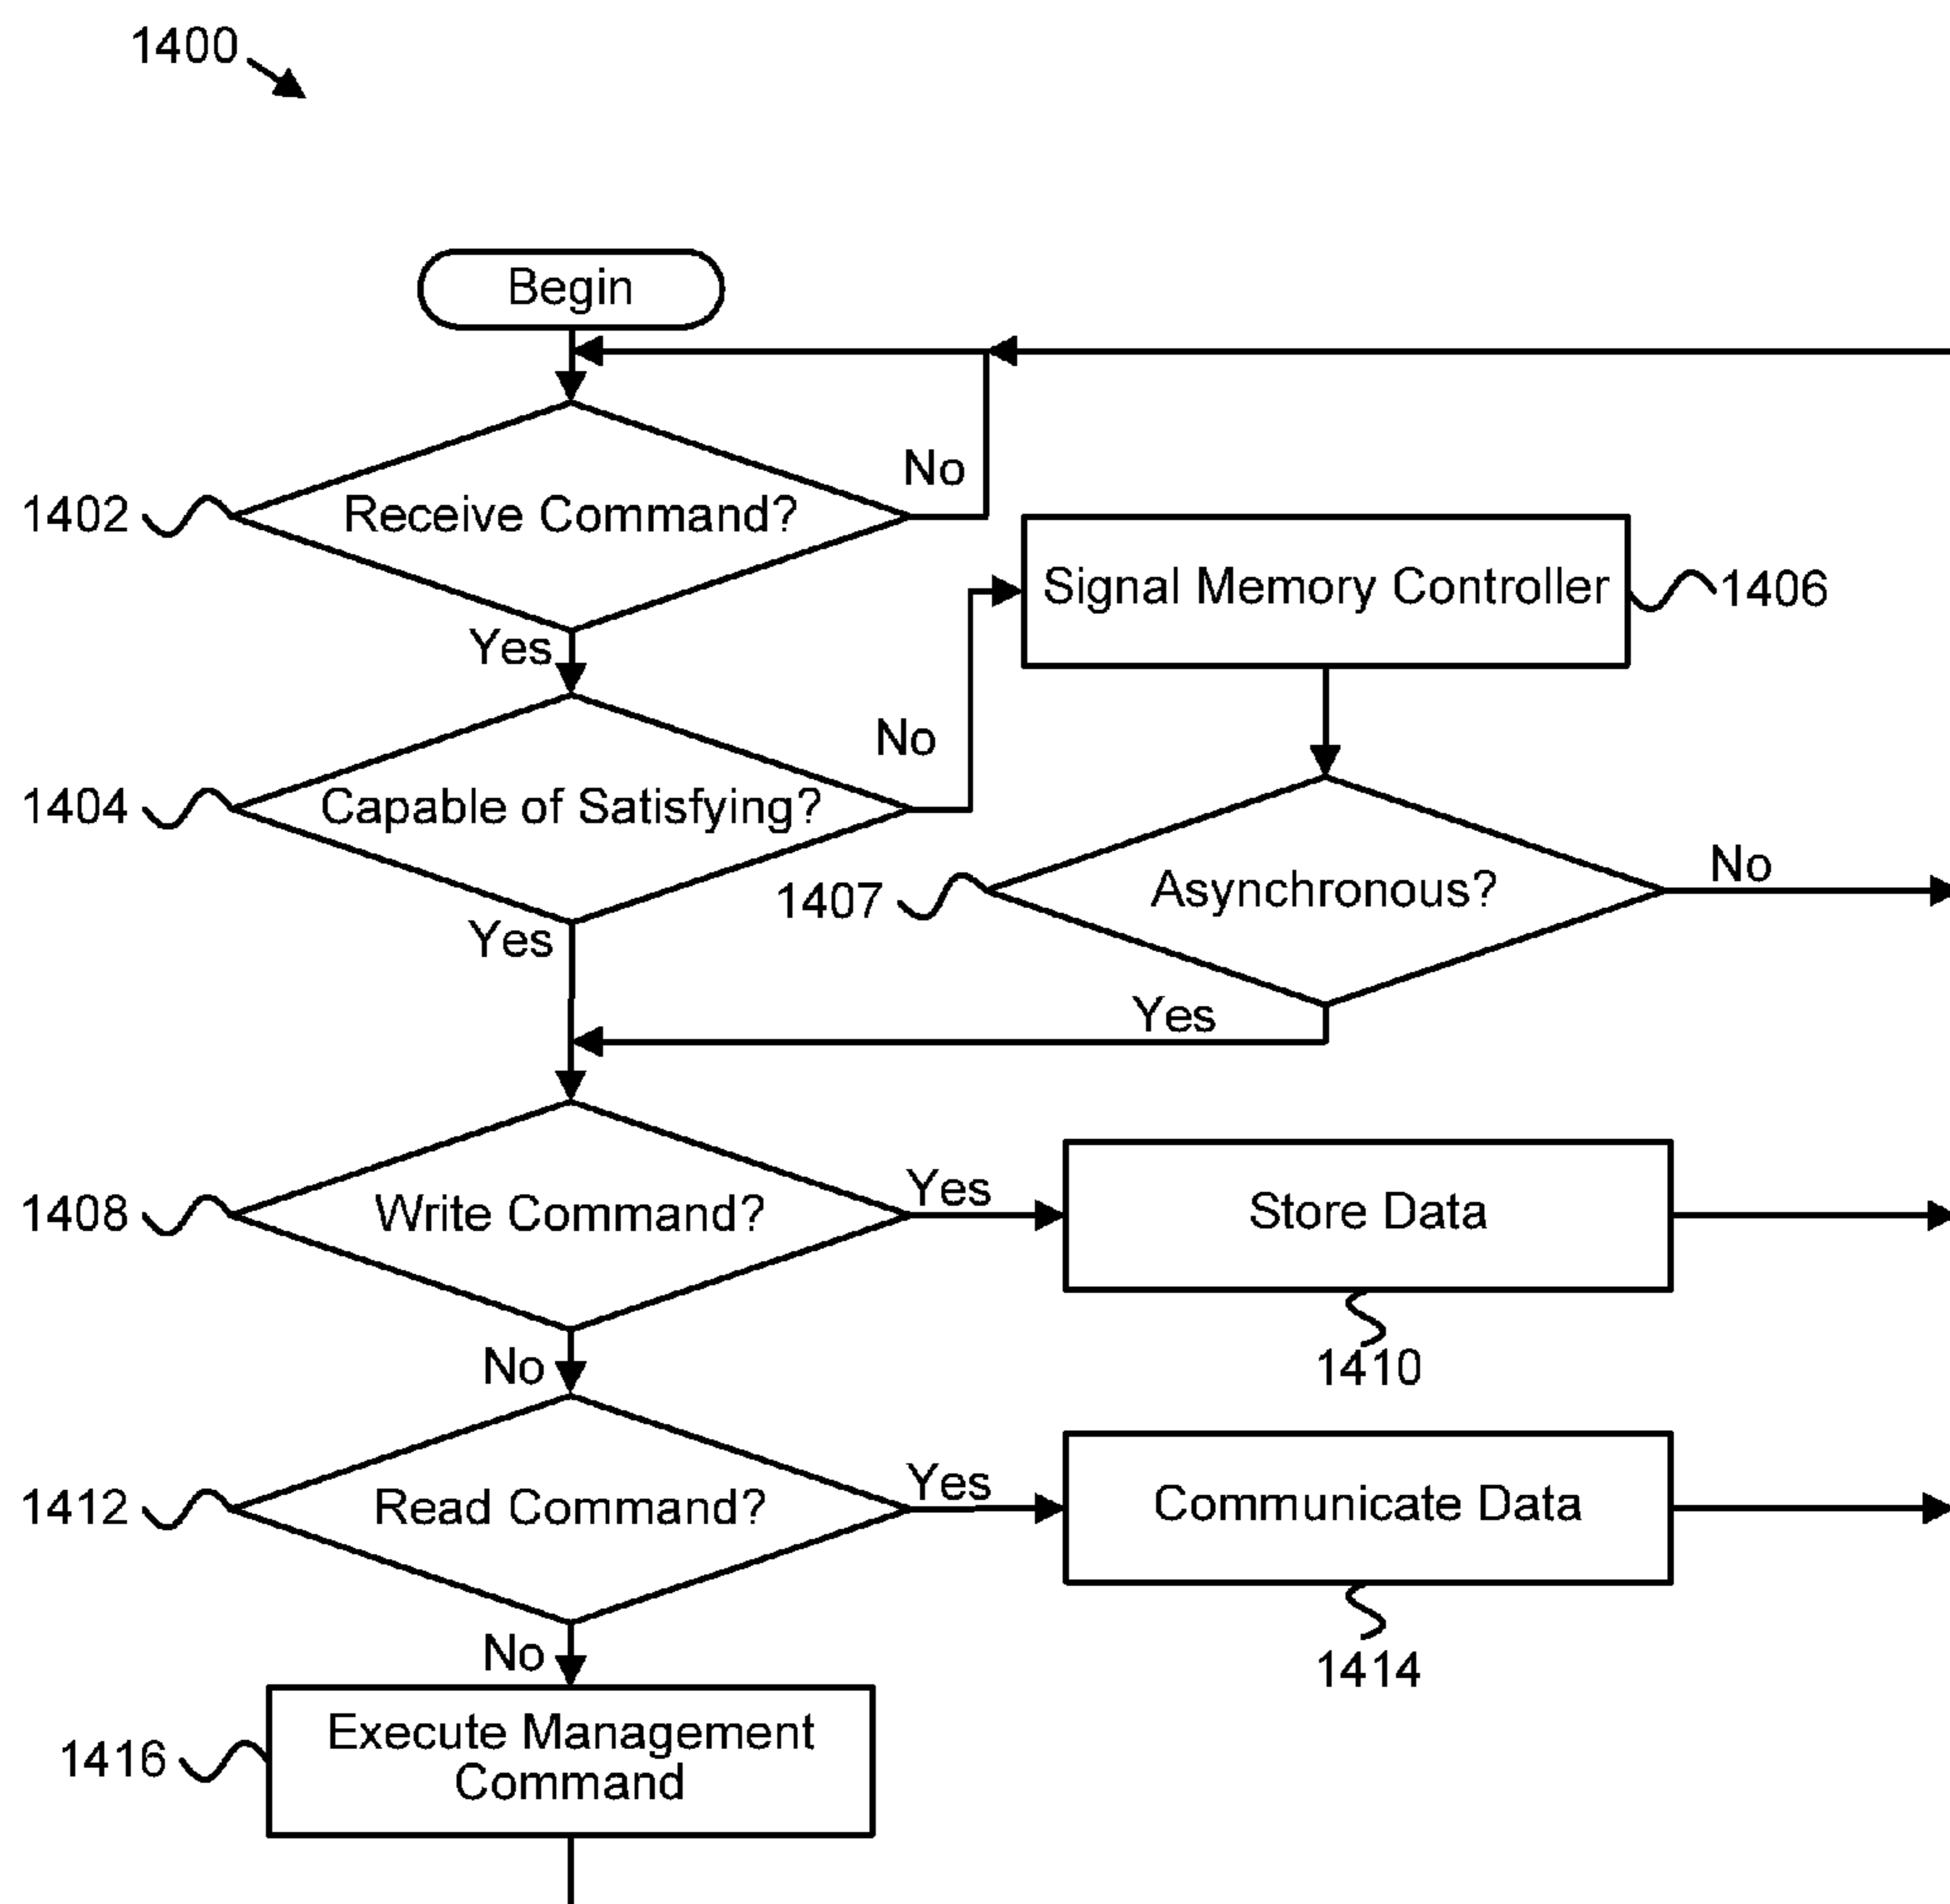 1400
Begin
No
1402
Receive Command?
Signal Memory Controller
1406
Yes
No
1404
Capable of Satisfying?
No
1407
Asynchronous?
Yes
Yes
1408
Write Command?
Yes
Store Data
No
1410
1412
Read Command?
Yes
Communicate Data
No
1414
1416
Execute Management
Command